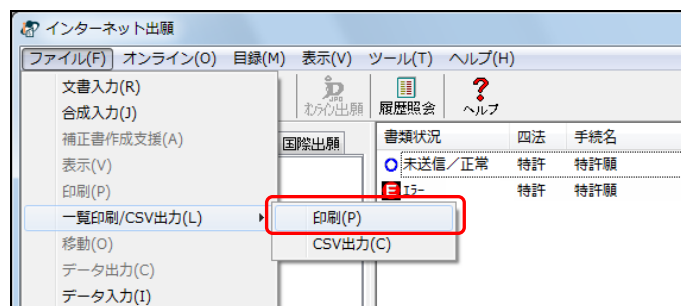 インターネット出願
ファイル(F) オンライン(O) 目録(M) 表示(V) ツール(T) ヘルプ(H)
文書入力(R)
合成入力(J)
補正書作成支援(A)
表示(V)
印刷(P)
一覧印刷/CSV出力(L)
移動(O)
データ出力(C)
データ入力(I)
印刷(P)
CSV出力(C)
JPO
オンライン出願 履歴照会 ヘルプ
国際出願
書類状況 四法 手続名
未送信/正常 特許 特許願
E エラー 特許 特許願